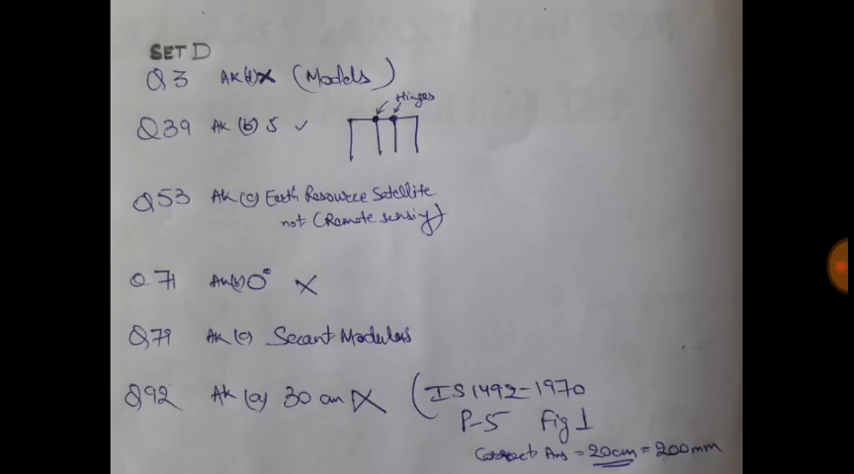 SET D
Q3 AK(d)X (Models)
Hinges
Q39 AK (b) 5 ✓
Q53 AK (c) Earth Resource Satellite
not (Remote sensing)
Q71 AK(b) 0° X
Q79 AK (c) Secant Modulus
Q92 AK (a) 30 cm X (IS 1492-1970
P-5 Fig 1
Correct Ans = 20cm = 200mm